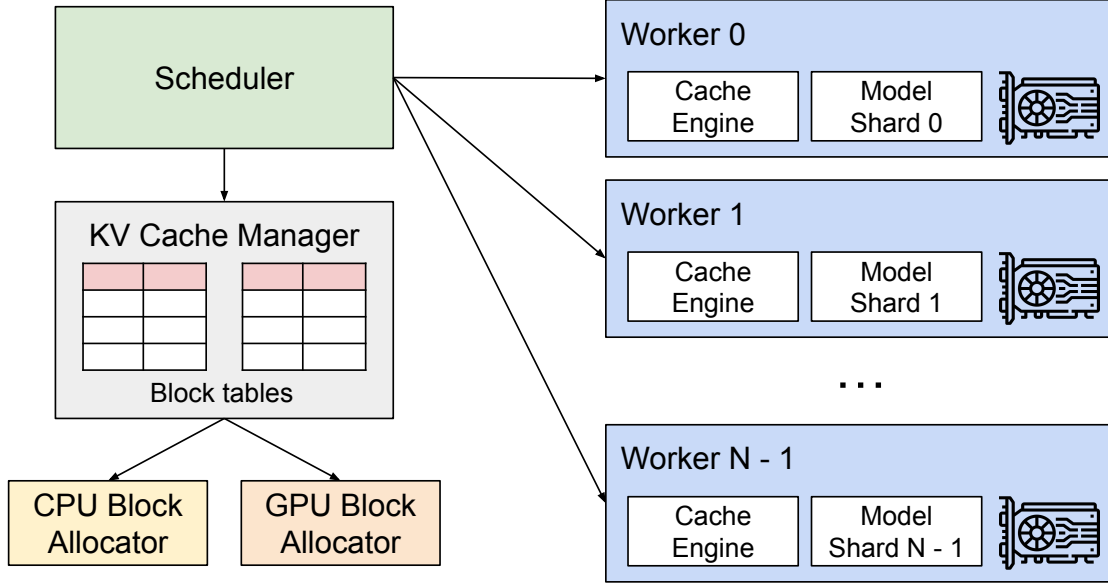 Scheduler
KV Cache Manager
Block tables
CPU Block
Allocator
GPU Block
Allocator
Worker 0
Cache
Engine
Model
Shard 0
Worker 1
Cache
Engine
Model
Shard 1
...
Worker N - 1
Cache
Engine
Model
Shard N - 1